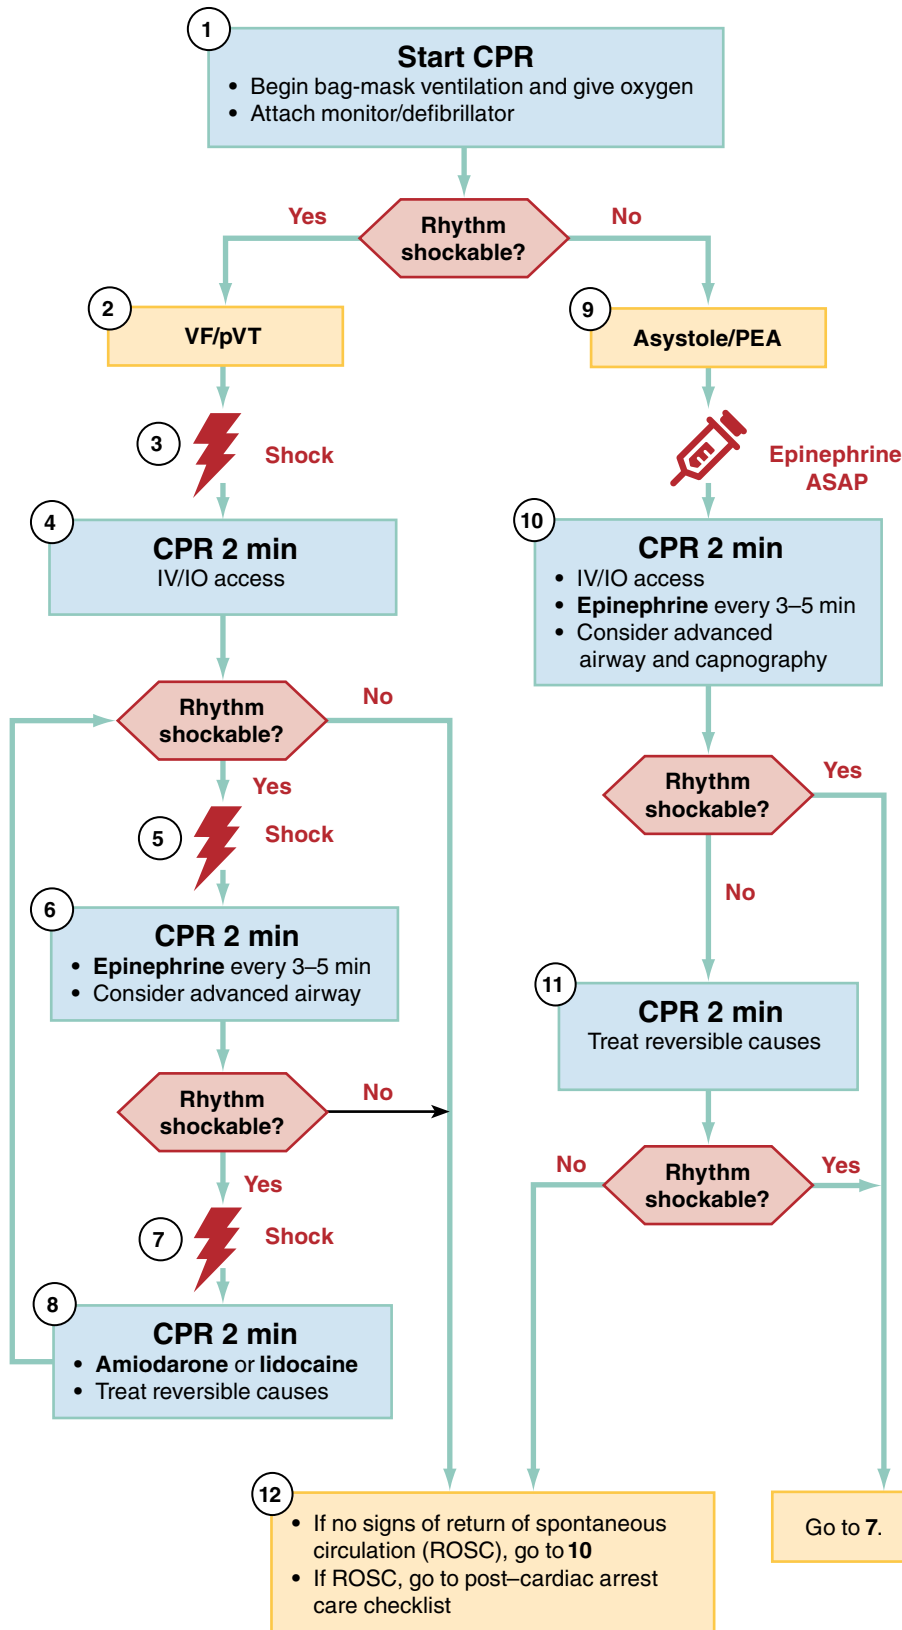 1
Start CPR
• Begin bag-mask ventilation and give oxygen
• Attach monitor/defibrillator
Rhythm
shockable?
Yes
No
2
VF/pVT
9
Asystole/PEA
3
Shock
Epinephrine
ASAP
4
CPR 2 min
IV/IO access
10
CPR 2 min
• IV/IO access
• Epinephrine every 3–5 min
• Consider advanced
airway and capnography
Rhythm
shockable?
No
Yes
Rhythm
shockable?
Yes
No
5
Shock
6
CPR 2 min
• Epinephrine every 3–5 min
• Consider advanced airway
11
CPR 2 min
Treat reversible causes
Rhythm
shockable?
No
Yes
Rhythm
shockable?
No
Yes
7
Shock
8
CPR 2 min
• Amiodarone or lidocaine
• Treat reversible causes
12
• If no signs of return of spontaneous
circulation (ROSC), go to 10
• If ROSC, go to post–cardiac arrest
care checklist
Go to 7.